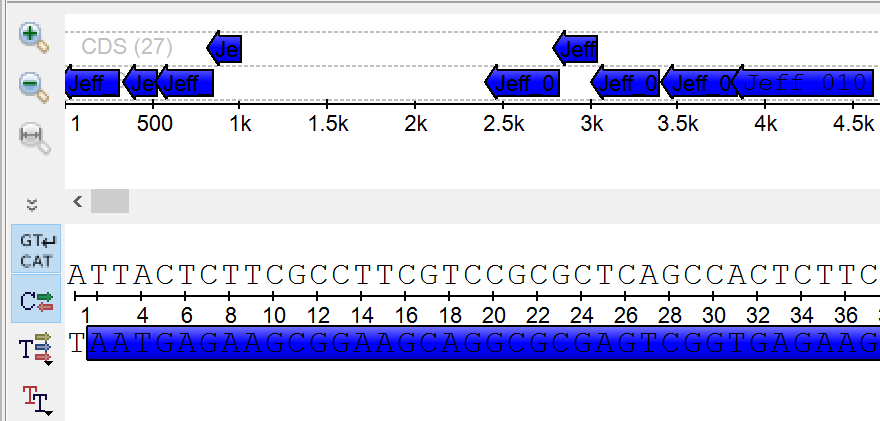 CDS (27)
Je Jeff
Jeff_ Je Jeff_ Jeff_0 Jeff_0 Jeff_0 Jeff_010
1 500 1k 1.5k 2k 2.5k 3k 3.5k 4k 4.5k
GT
CAT
C
T
TT
ATTACTCTTCGCCTTCGTCCGCGCTCAGCCACTCTTC
1 4 6 8 10 12 14 16 18 20 22 24 26 28 30 32 34 36
TAATGAGAAGCGGAAGCAGGCGCGAGTCGGTGAGAAG